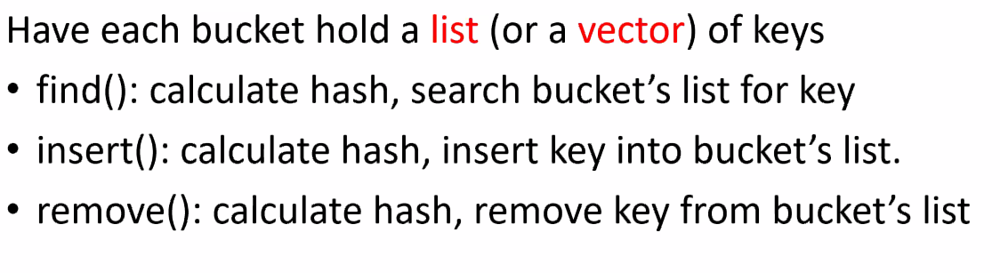 Have each bucket hold a list (or a vector) of keys
• find(): calculate hash, search bucket’s list for key
• insert(): calculate hash, insert key into bucket’s list.
• remove(): calculate hash, remove key from bucket’s list